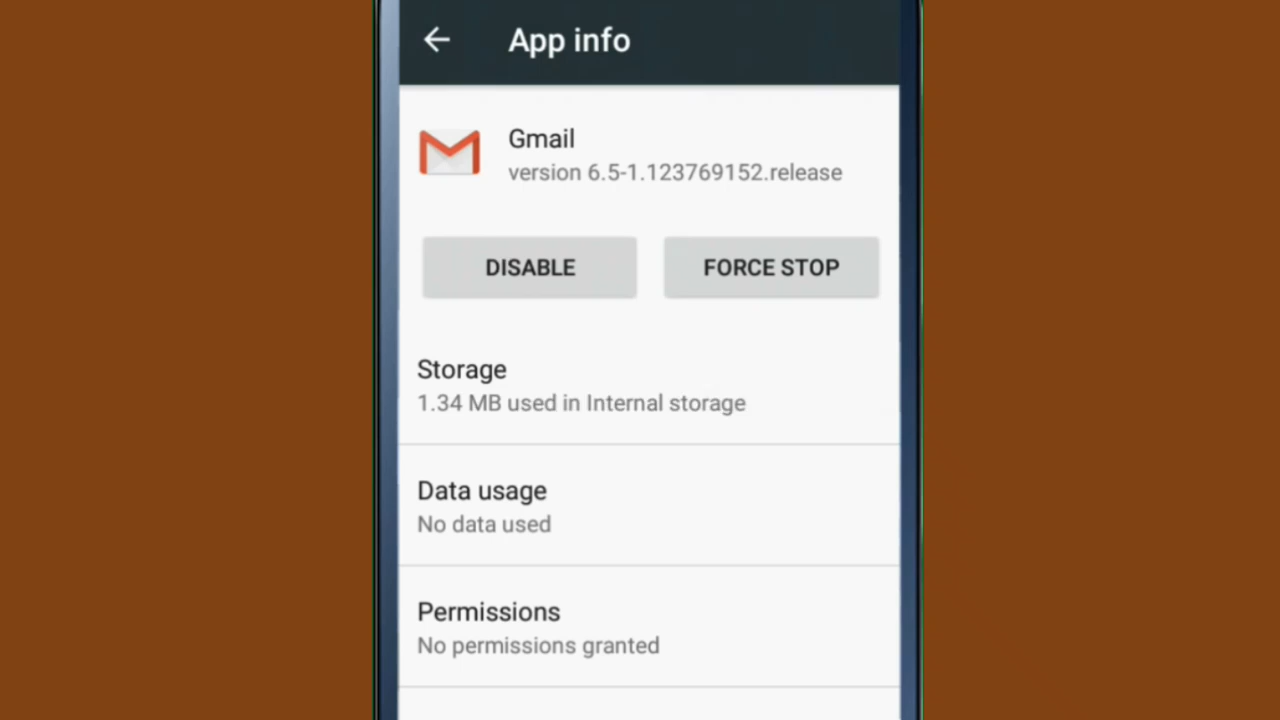 App info
Gmail
version 6.5-1.123769152.release
DISABLE
FORCE STOP
Storage
1.34 MB used in Internal storage
Data usage
No data used
Permissions
No permissions granted